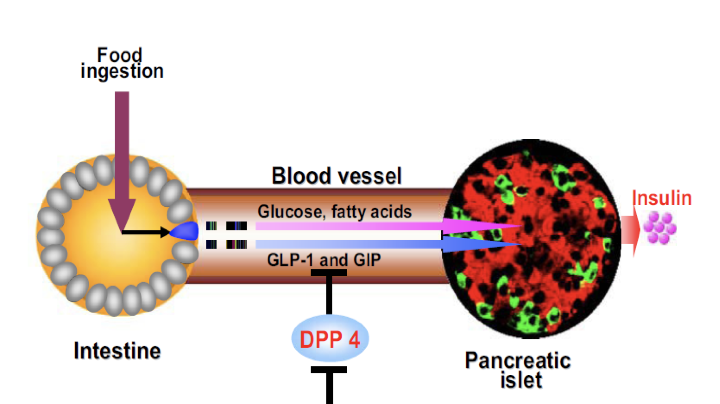 Food
ingestion
Blood vessel
Glucose, fatty acids
Insulin
GLP-1 and GIP
DPP 4
Intestine
Pancreatic
islet